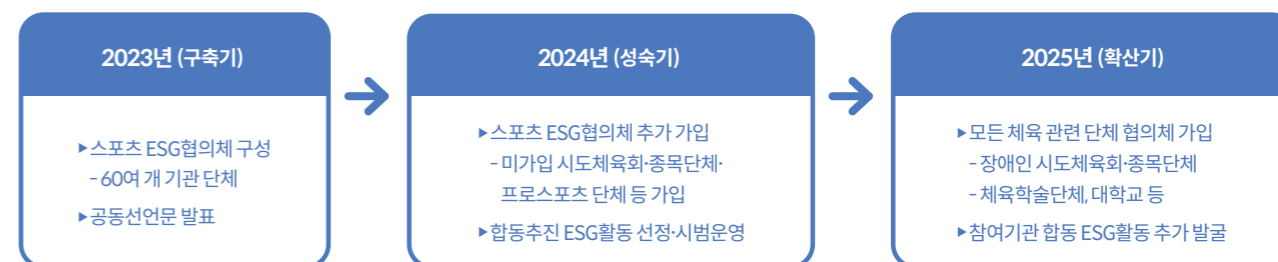 2023년 (구축기)
▶스포츠 ESG협의체 구성
- 60여 개 기관 단체
▶공동선언문 발표
2024년 (성숙기)
▶스포츠 ESG협의체 추가 가입
- 미가입 시도체육회·종목단체·
프로스포츠 단체 등 가입
▶합동추진 ESG활동 선정·시범운영
2025년 (확산기)
▶모든 체육 관련 단체 협의체 가입
- 장애인 시도체육회·종목단체
- 체육학술단체, 대학교 등
▶참여기관 합동 ESG활동 추가 발굴